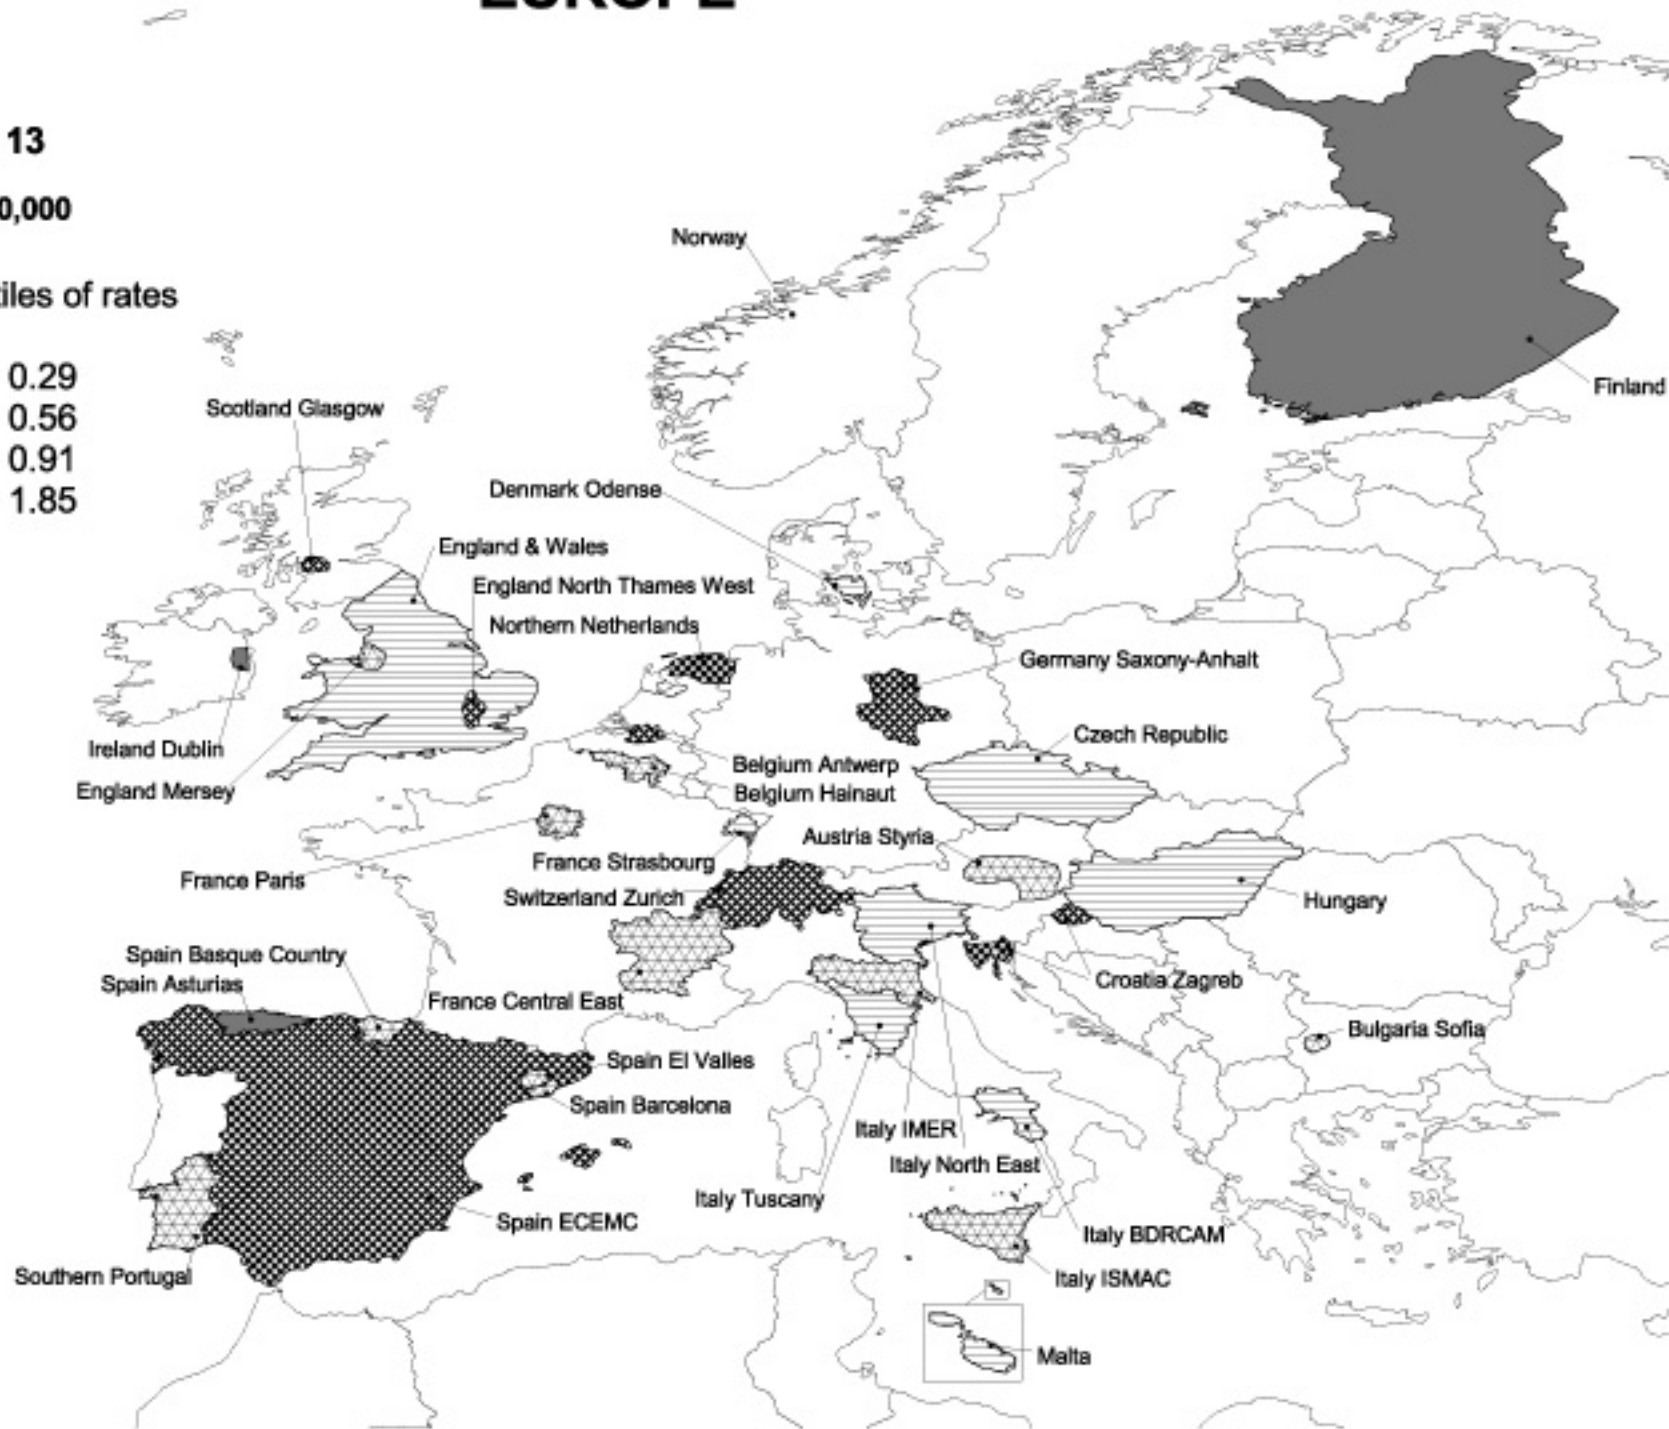 13
0,000
tiles of rates
0.29
0.56
0.91
1.85
Norway
Finland
Scotland Glasgow
Denmark Odense
England & Wales
England North Thames West
Northern Netherlands
Germany Saxony-Anhalt
Ireland Dublin
Czech Republic
England Mersey
Belgium Antwerp
Belgium Hainaut
Austria Styria
France Strasbourg
France Paris
Switzerland Zurich
Hungary
Spain Basque Country
Spain Asturias
Croatia Zagreb
France Central East
Bulgaria Sofia
Spain El Valles
Spain Barcelona
Italy IMER
Italy North East
Italy Tuscany
Spain ECEMC
Italy BDRCAM
Southern Portugal
Italy ISMAC
Malta